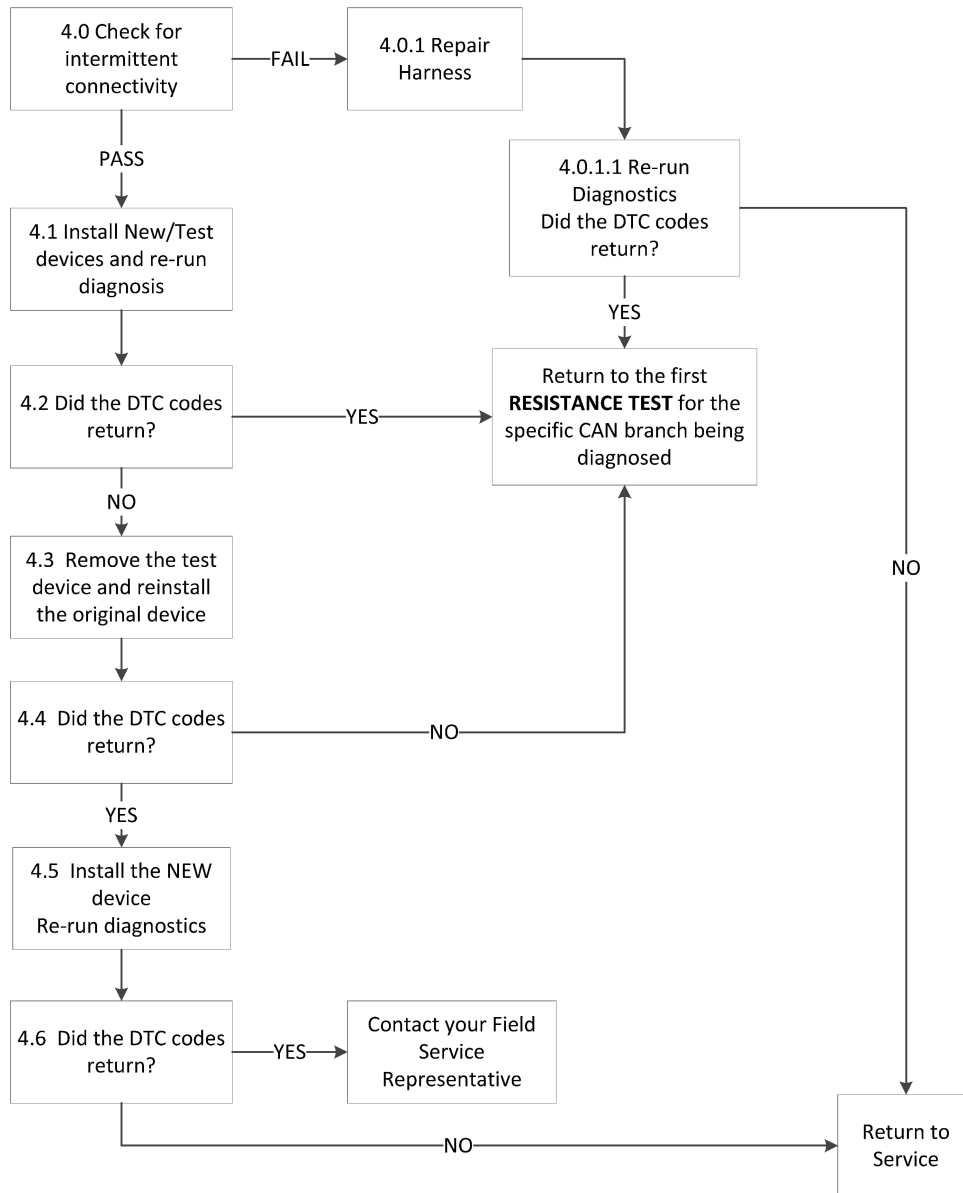 4.0 Check for
intermittent
connectivity
FAIL
4.0.1 Repair
Harness
PASS
4.0.1.1 Re-run
Diagnostics
Did the DTC codes
return?
4.1 Install New/Test
devices and re-run
diagnosis
YES
4.2 Did the DTC codes
return?
YES
Return to the first
RESISTANCE TEST for the
specific CAN branch being
diagnosed
NO
4.3 Remove the test
device and reinstall
the original device
NO
4.4 Did the DTC codes
return?
NO
YES
4.5 Install the NEW
device
Re-run diagnostics
4.6 Did the DTC codes
return?
YES
Contact your Field
Service
Representative
NO
Return to
Service